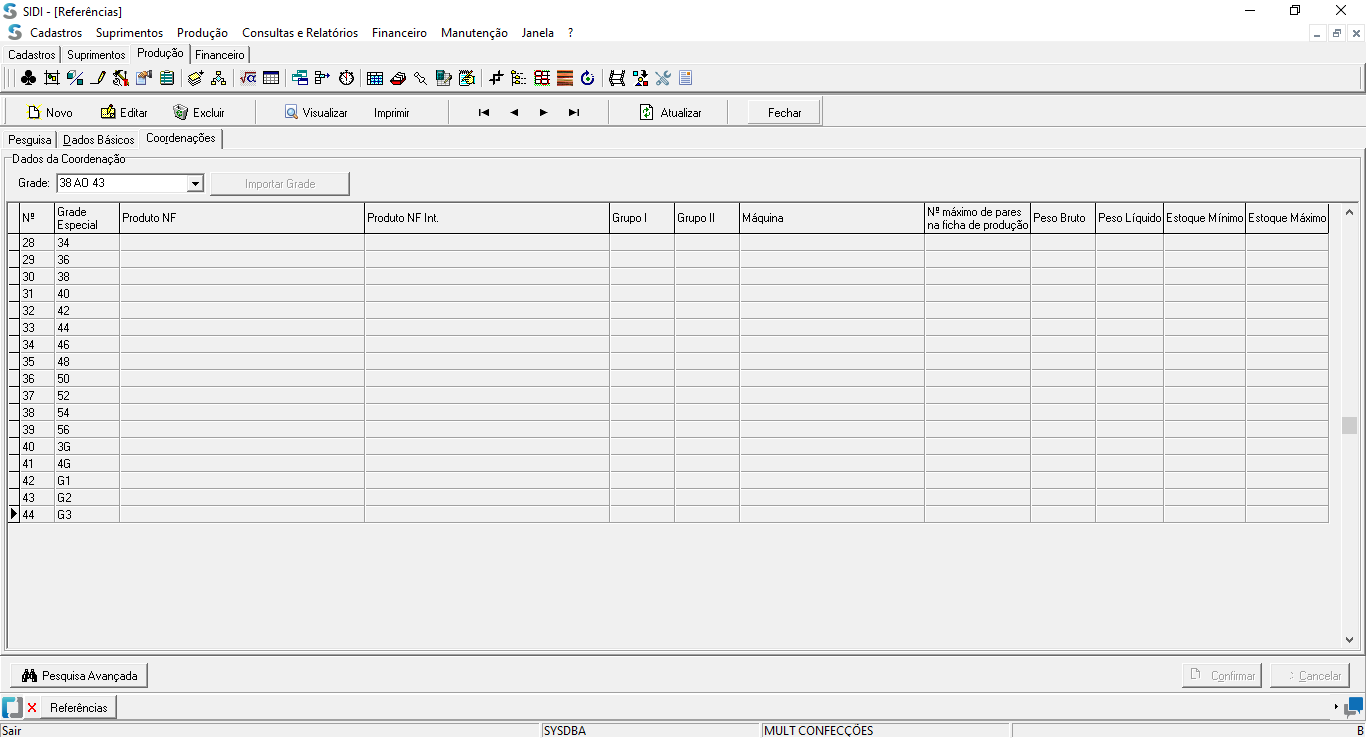 SIDI - [Referências]
Cadastros Suprimentos Produção Consultas e Relatórios Financeiro Manutenção Janela ?
Cadastros Suprimentos Produção Financeiro
Novo Editar Excluir Visualizar Imprimir Atualizar Fechar
Pesquisa Dados Básicos Coordenações
Dados da Coordenação
Grade: 38 AO 43 Importar Grade
Nº Grade Especial Produto NF Produto NF Int. Grupo I Grupo II Máquina Nº máximo de pares na ficha de produção Peso Bruto Peso Líquido Estoque Mínimo Estoque Máximo
28 34
29 36
30 38
31 40
32 42
33 44
34 46
35 48
36 50
37 52
38 54
39 56
40 3G
41 4G
42 G1
43 G2
44 G3
Pesquisa Avançada Confirmar Cancelar
Referências
Sair SYSDBA MULT CONFECÇÕES B